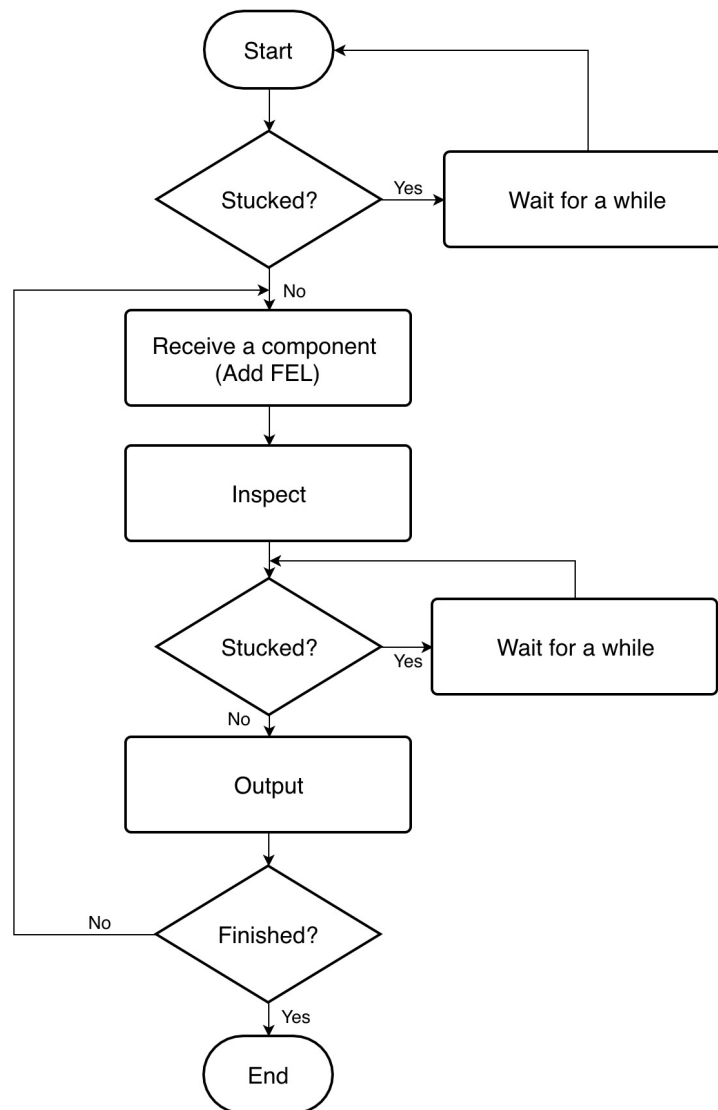 Start
Stucked?
Yes
Wait for a while
No
Receive a component
(Add FEL)
Inspect
Stucked?
Yes
Wait for a while
No
Output
No
Finished?
Yes
End